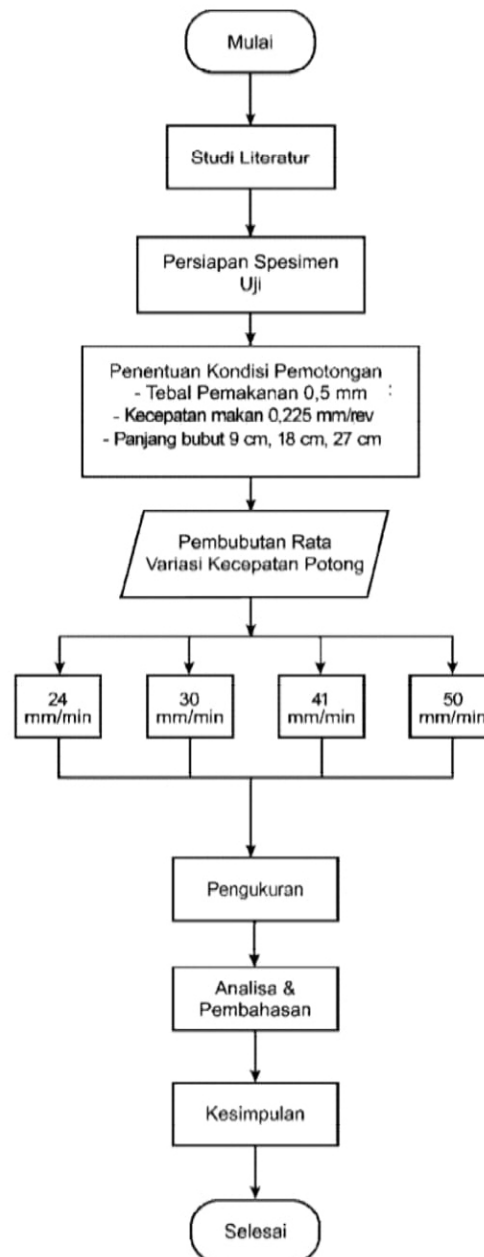 Mulai
Studi Literatur
Persiapan Spesimen
Uji
Penentuan Kondisi Pemotongan
- Tebal Pemakanan 0,5 mm :
- Kecepatan makan 0,225 mm/rev
- Panjang bubut 9 cm, 18 cm, 27 cm
Pembubutan Rata
Variasi Kecepatan Potong
24
mm/min
30
mm/min
41
mm/min
50
mm/min
Pengukuran
Analisa &
Pembahasan
Kesimpulan
Selesai